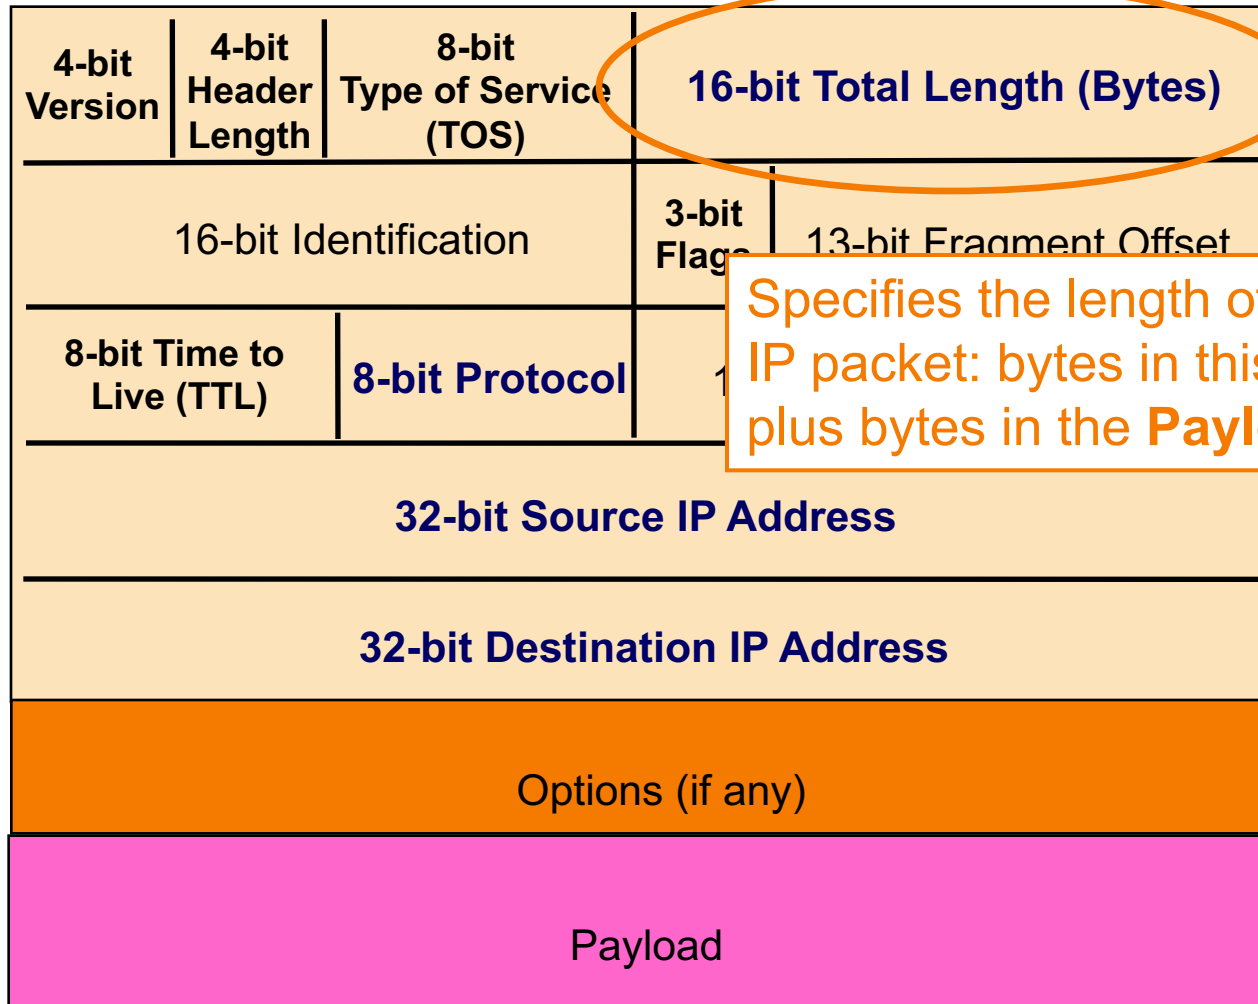 4-bit
Version
4-bit
Header
Length
8-bit
Type of Service
(TOS)
16-bit Total Length (Bytes)
16-bit Identification
3-bit
Flags
13-bit Fragment Offset
8-bit Time to
Live (TTL)
8-bit Protocol
1
Specifies the length of
IP packet: bytes in this
plus bytes in the
32-bit Source IP Address
32-bit Destination IP Address
Options (if any)
Payload